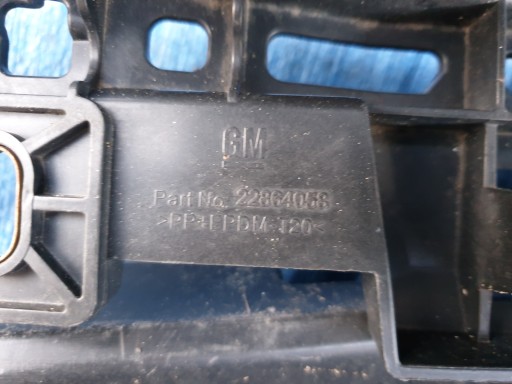 GM
Part No. 22864058
>PP+EPDM-T20<